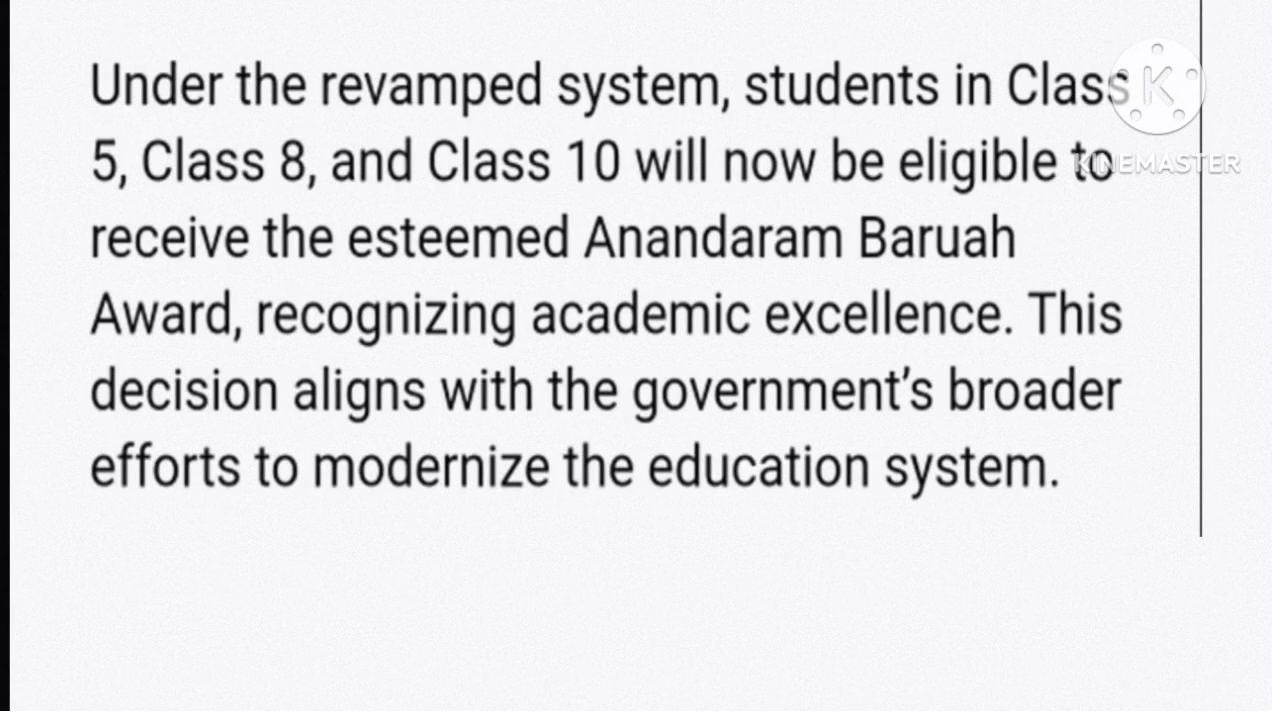 Under the revamped system, students in Class
5, Class 8, and Class 10 will now be eligible to
receive the esteemed Anandaram Baruah
Award, recognizing academic excellence. This
decision aligns with the government’s broader
efforts to modernize the education system.
K
KINEMASTER